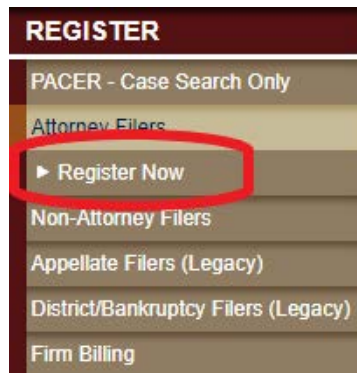 REGISTER
PACER - Case Search Only
Attorney Filers
► Register Now
Non-Attorney Filers
Appellate Filers (Legacy)
District/Bankruptcy Filers (Legacy)
Firm Billing